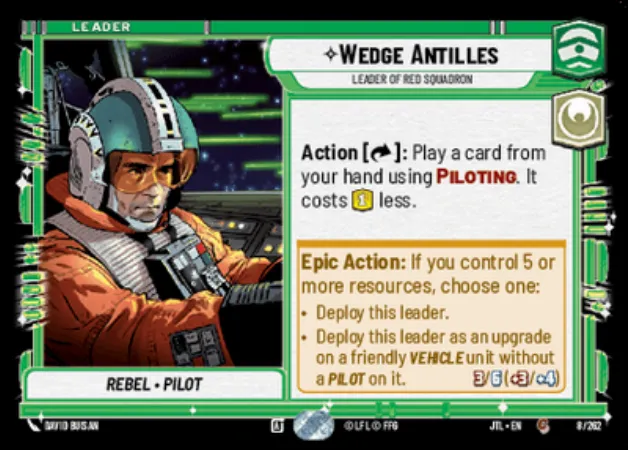 LEADER
WEDGE ANTILLES
LEADER OF RED SQUADRON
Action [ ]: Play a card from
your hand using PILOTING. It
costs 1 less.
Epic Action: If you control 5 or
more resources, choose one:
• Deploy this leader.
• Deploy this leader as an upgrade
on a friendly VEHICLE unit without
a PILOT on it. 3/6 (+3/+4)
REBEL • PILOT
DAVID BUISAN
A
© LFL © FFG
JTL • EN
8/262